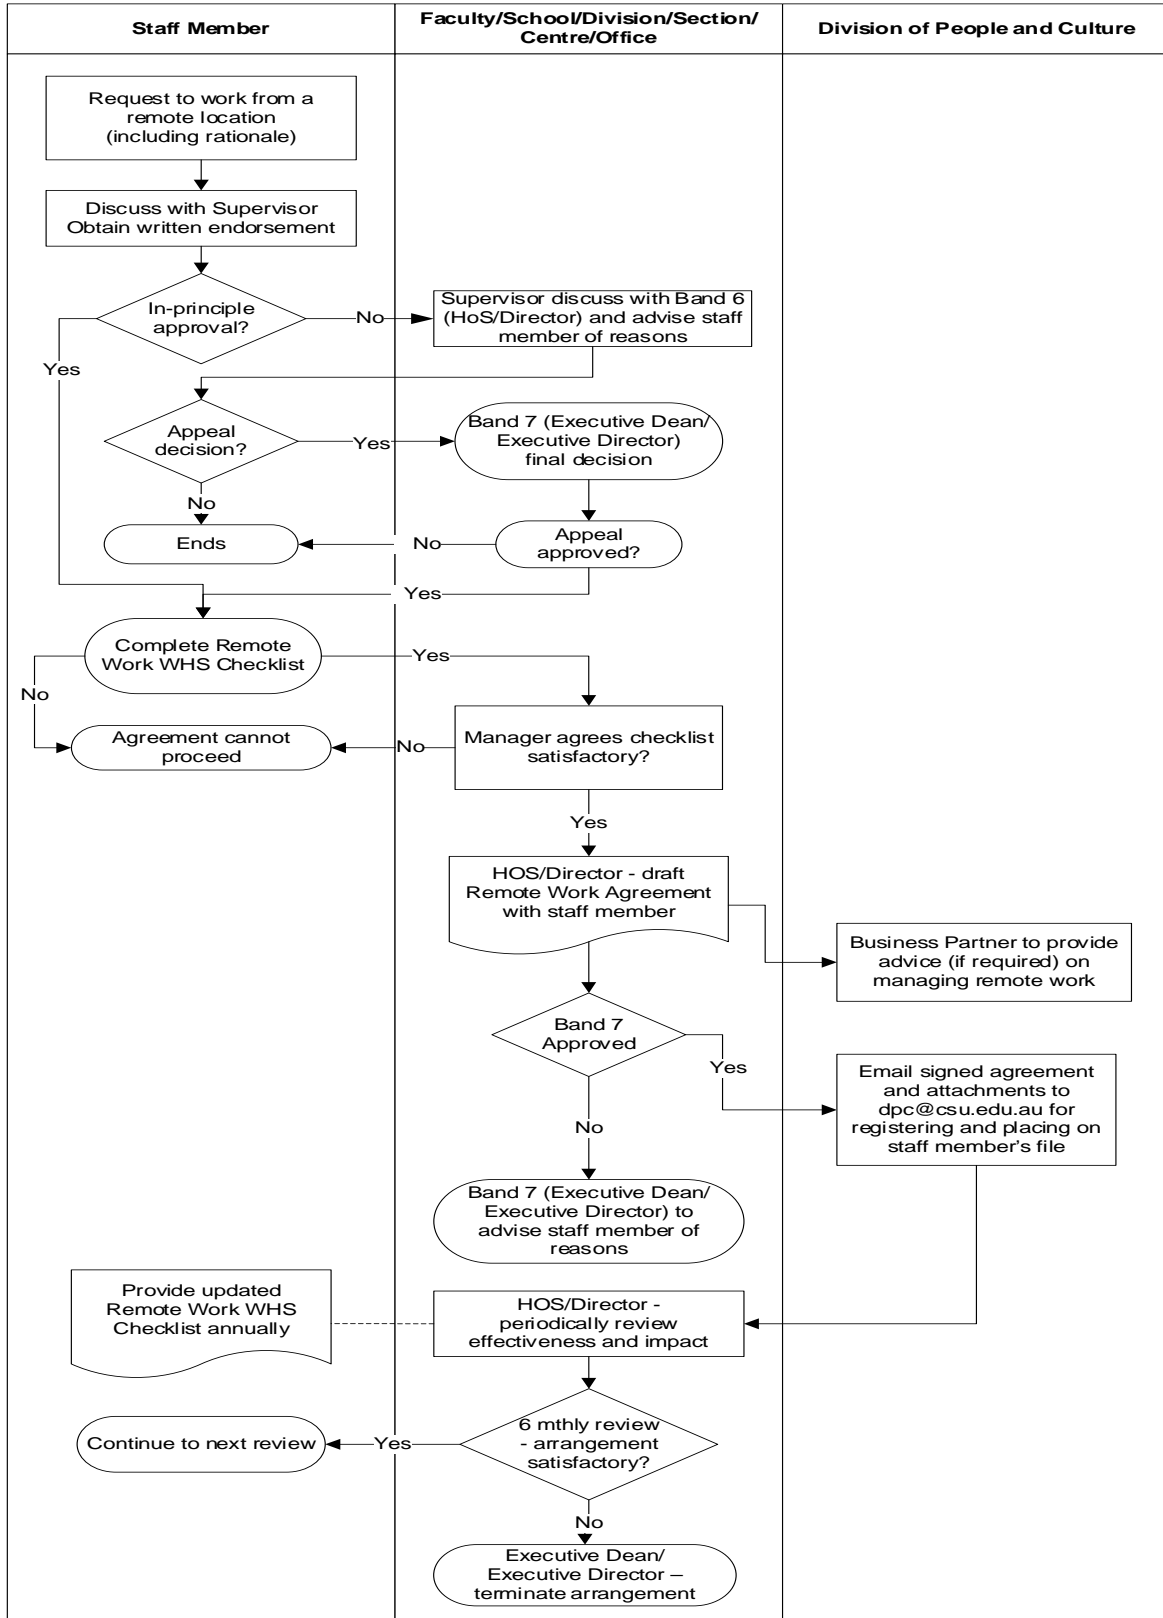 Staff Member
Faculty/School/Division/Section/
Centre/Office
Division of People and Culture
Request to work from a
remote location
(including rationale)
Discuss with Supervisor
Obtain written endorsement
In-principle
approval?
No
Supervisor discuss with Band 6
(HoS/Director) and advise staff
member of reasons
Yes
Appeal
decision?
Yes
Band 7 (Executive Dean/
Executive Director)
final decision
No
Ends
No
Appeal
approved?
Yes
Complete Remote
Work WHS Checklist
Yes
No
Agreement cannot
proceed
No
Manager agrees checklist
satisfactory?
Yes
HOS/Director - draft
Remote Work Agreement
with staff member
Business Partner to provide
advice (if required) on
managing remote work
Band 7
Approved
Yes
Email signed agreement
and attachments to
dpc@csu.edu.au for
registering and placing on
staff member's file
No
Band 7 (Executive Dean/
Executive Director) to
advise staff member of
reasons
Provide updated
Remote Work WHS
Checklist annually
HOS/Director -
periodically review
effectiveness and impact
6 mthly review
- arrangement
satisfactory?
Yes
Continue to next review
No
Executive Dean/
Executive Director –
terminate arrangement